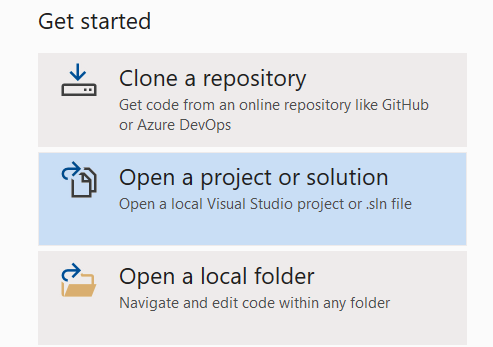 Get started
Clone a repository
Get code from an online repository like GitHub
or Azure DevOps
Open a project or solution
Open a local Visual Studio project or .sln file
Open a local folder
Navigate and edit code within any folder